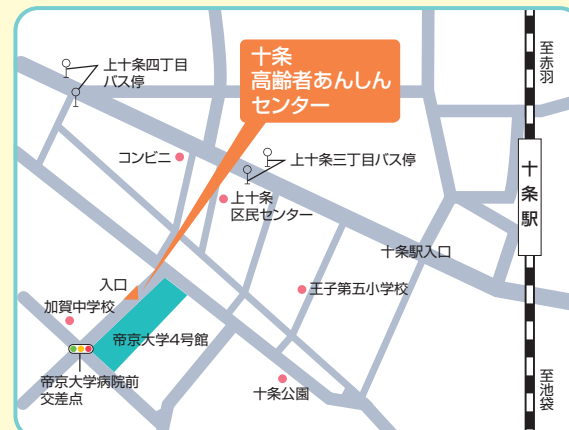 上十条四丁目
バス停
十条
高齢者あんしん
センター
至赤羽
コンビニ
上十条三丁目バス停
十条駅
上十条
区民センター
十条駅入口
入口
王子第五小学校
加賀中学校
帝京大学4号館
帝京大学病院前
交差点
十条公園
至池袋